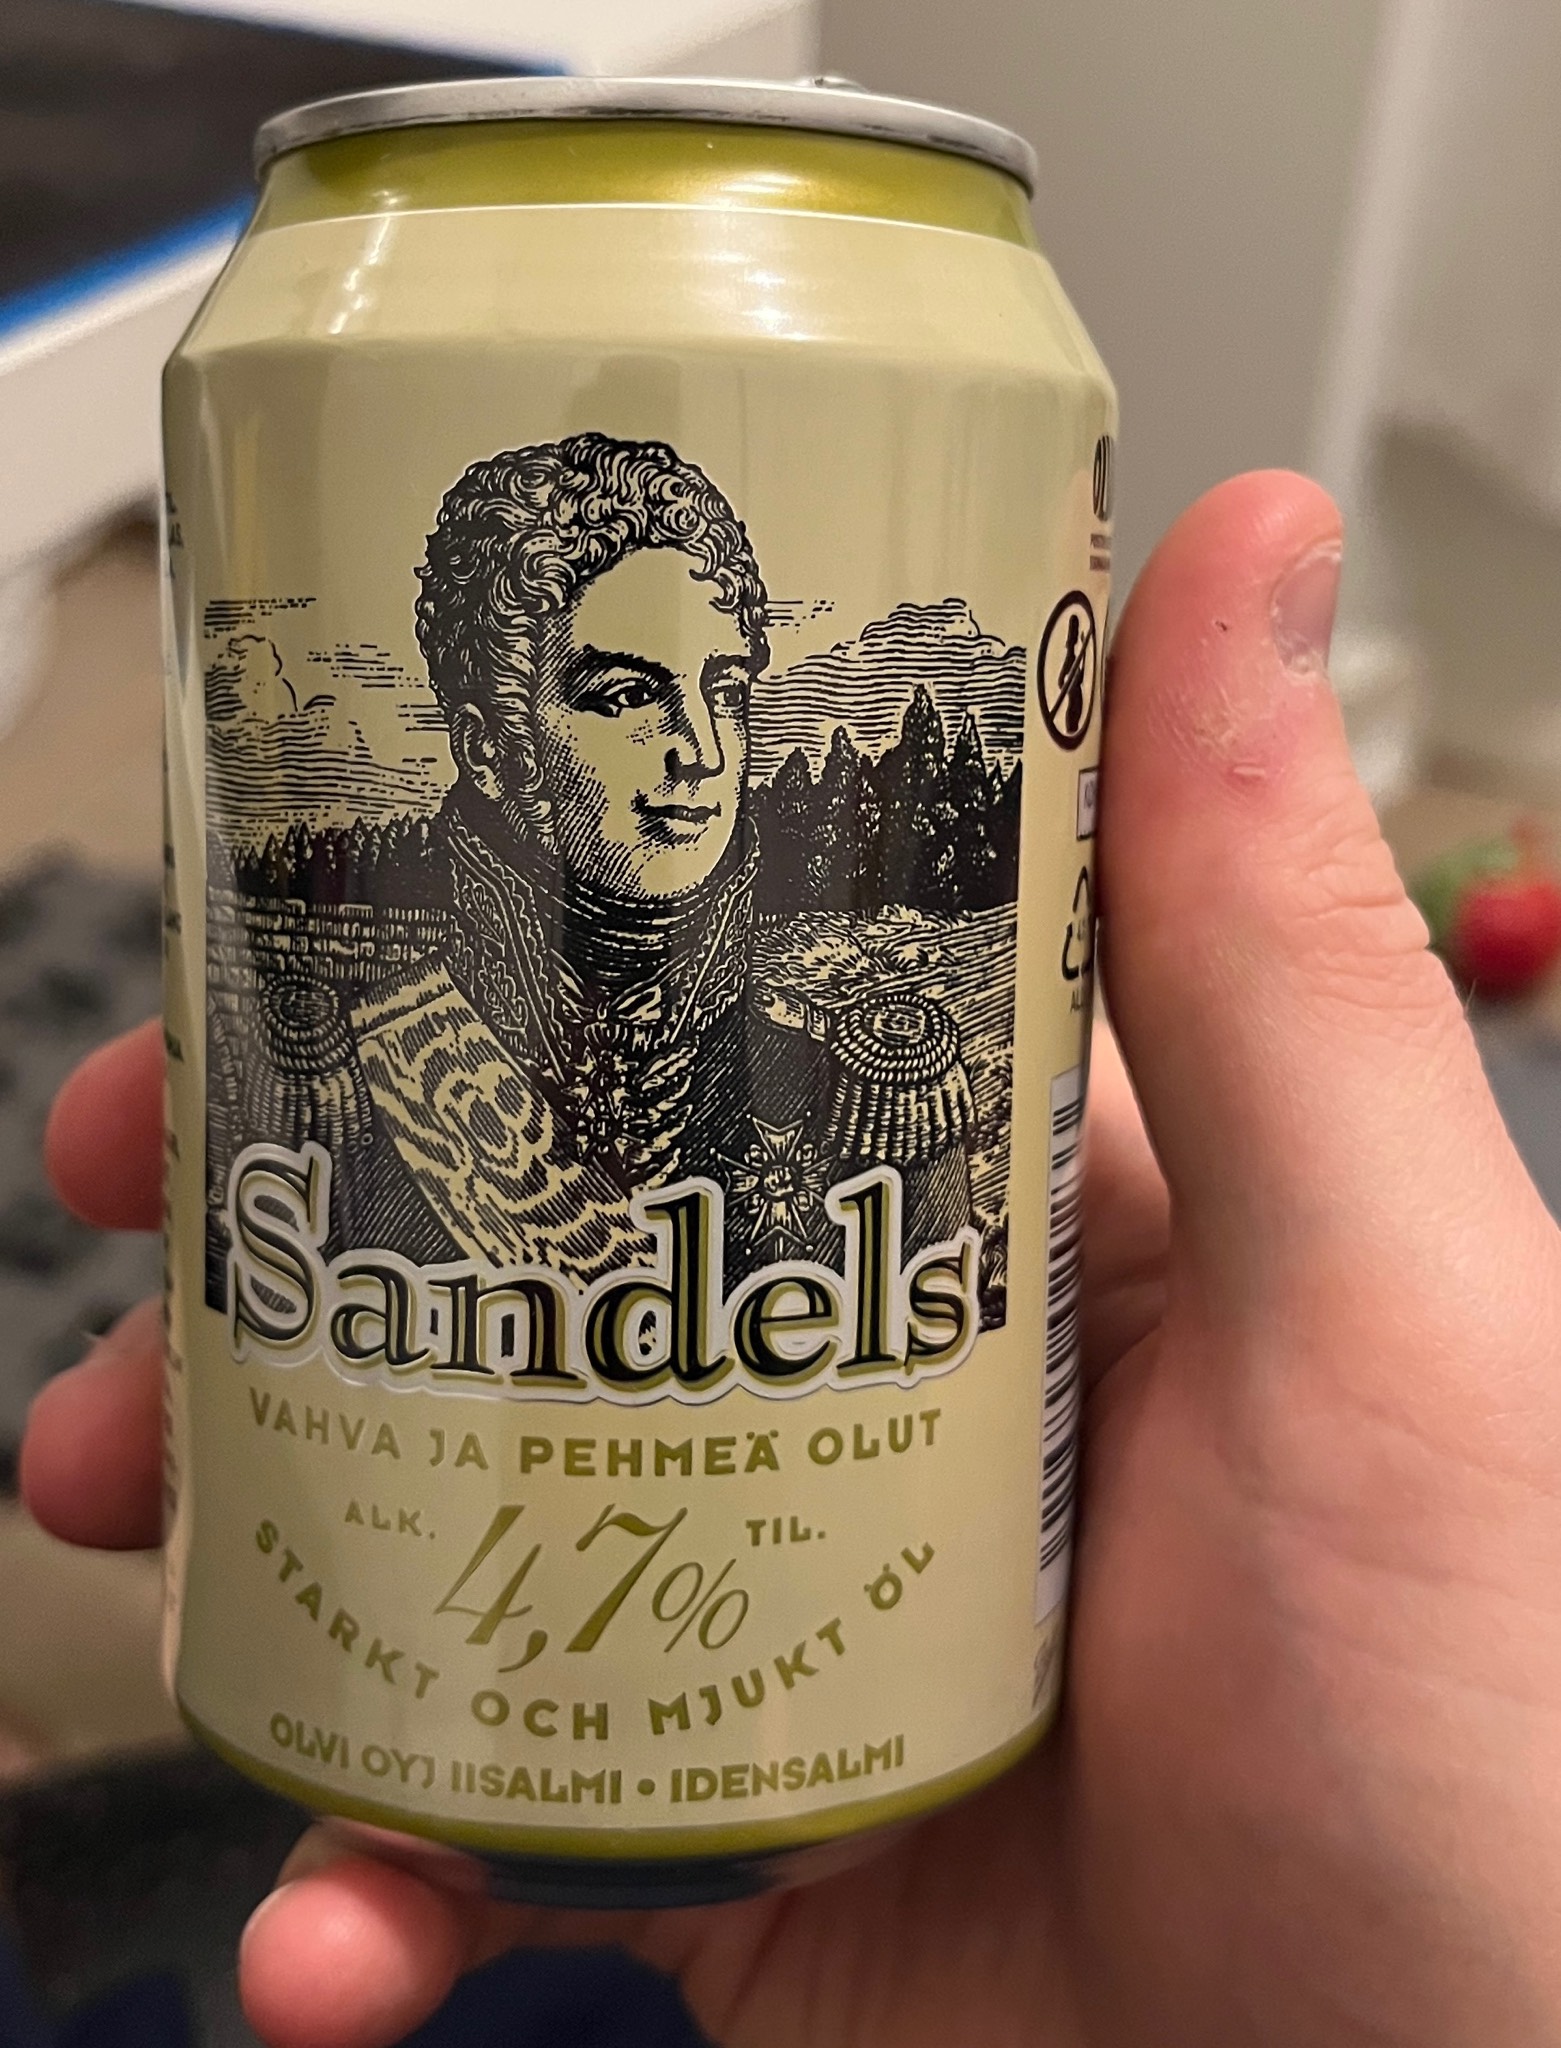 Sandels
VAHVA JA PEHMEÄ OLUT
ALK. 4,7% TIL.
STARKT OCH MJUKT ÖL
OLVI OYJ IISALMI • IDENSALMI